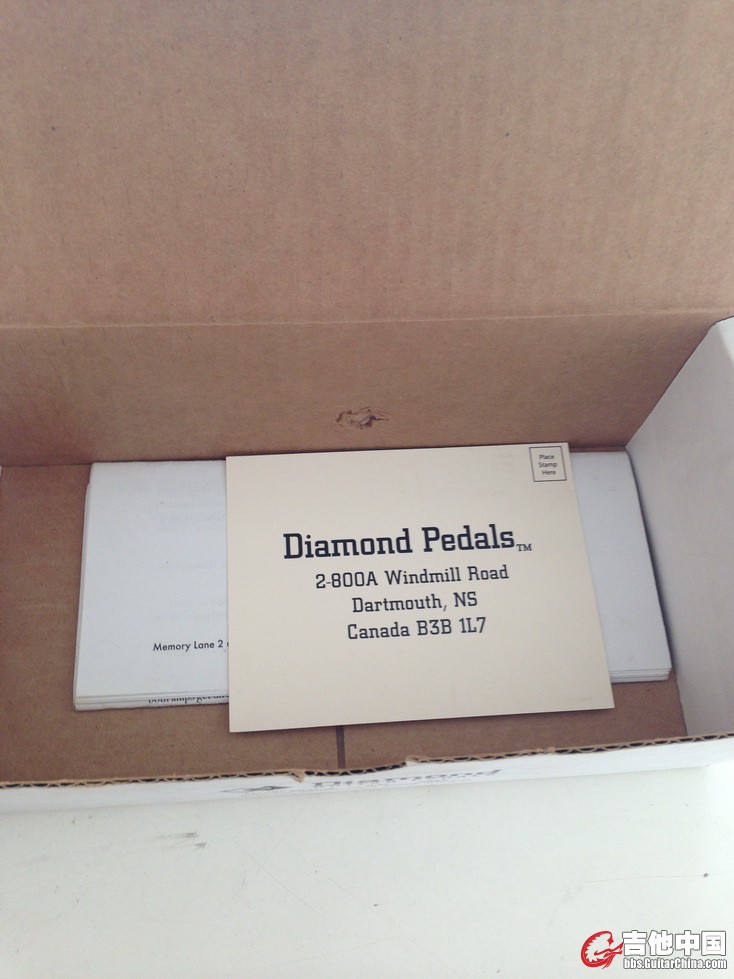 Place
Stamp
Here
Diamond Pedals™
2-800A Windmill Road
Dartmouth, NS
Canada B3B 1L7
Memory Lane 2
Diamond
吉他中国
bbs.GuitarChina.com